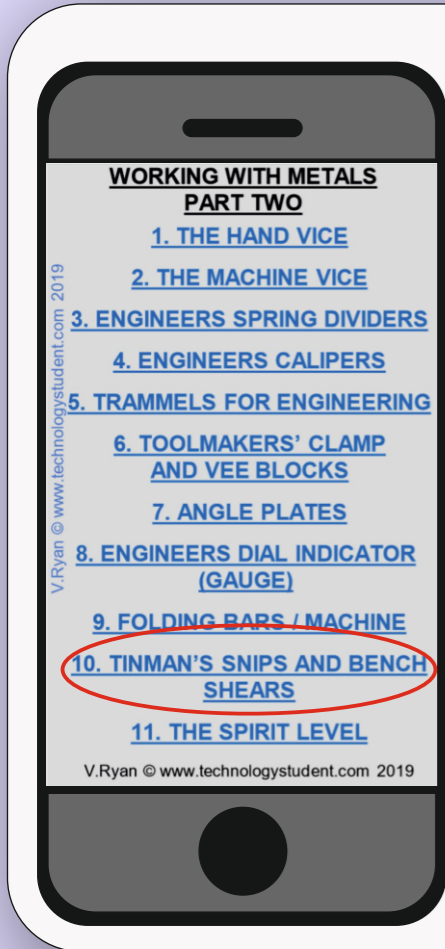 WORKING WITH METALS
PART TWO
1. THE HAND VICE
2. THE MACHINE VICE
3. ENGINEERS SPRING DIVIDERS
4. ENGINEERS CALIPERS
5. TRAMMELS FOR ENGINEERING
6. TOOLMAKERS' CLAMP
AND VEE BLOCKS
7. ANGLE PLATES
8. ENGINEERS DIAL INDICATOR
(GAUGE)
9. FOLDING BARS / MACHINE
10. TINMAN'S SNIPS AND BENCH
SHEARS
11. THE SPIRIT LEVEL
V.Ryan © www.technologystudent.com 2019
V.Ryan © www.technologystudent.com 2019